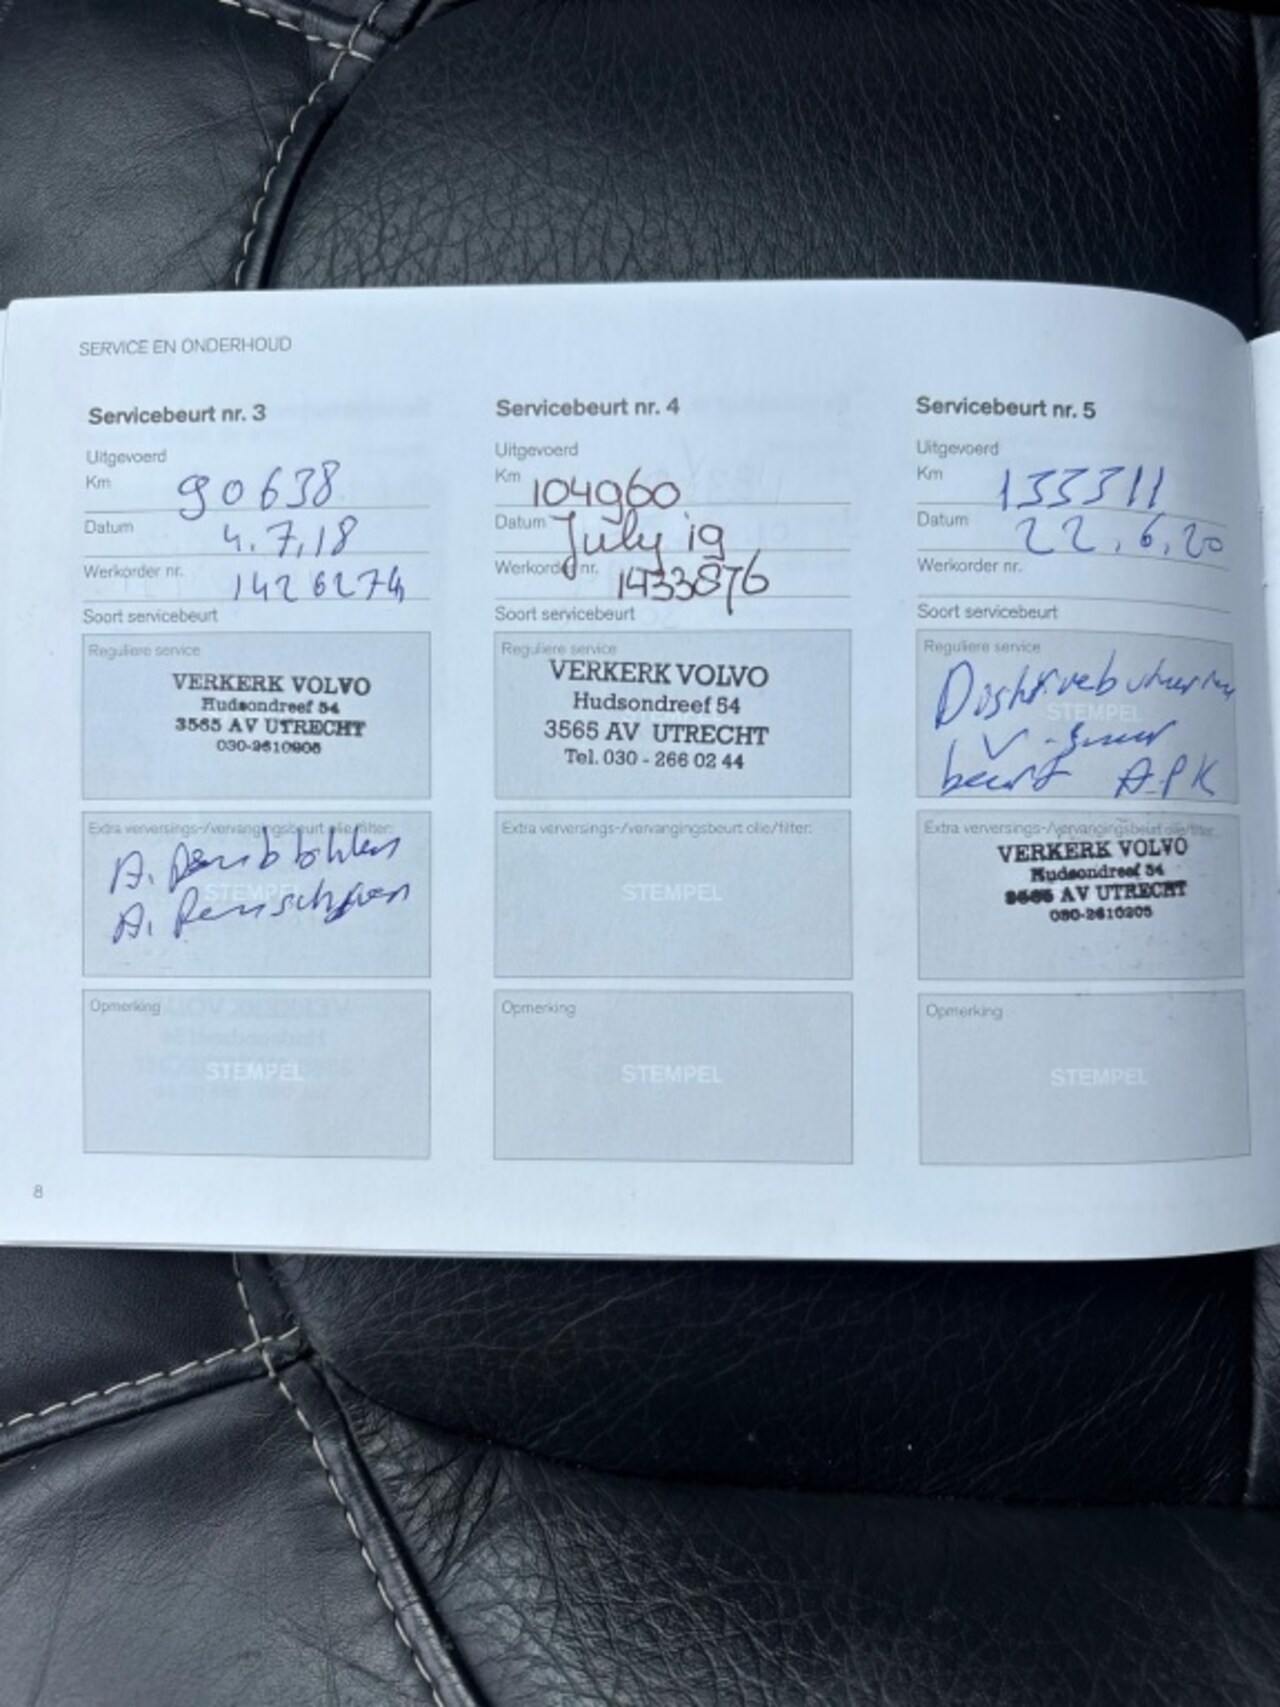 SERVICE EN ONDERHOUD
Servicebeurt nr. 3
Uitgevoerd
Km 90638
Datum 4.7.18
Werkorder nr. 1426274
Soort servicebeurt
Reguliere service
VERKERK VOLVO
Hudsondreef 54
3565 AV UTRECHT
Extra verversings-/vervangingsbeurt olie/filter:
A.
A. Remschijven
STEMPEL
Opmerking
STEMPEL
Servicebeurt nr. 4
Uitgevoerd
Km 104960
Datum July 19
Werkorder nr. 1433876
Soort servicebeurt
Reguliere service
VERKERK VOLVO
Hudsondreef 54
3565 AV UTRECHT
Tel. 030 - 266 02 44
Extra verversings-/vervangingsbeurt olie/filter:
STEMPEL
Opmerking
STEMPEL
Servicebeurt nr. 5
Uitgevoerd
Km 133311
Datum 22.6.20
Werkorder nr.
Soort servicebeurt
Reguliere service
STEMPEL
beurt APK
Extra verversings-/vervangingsbeurt olie/filter:
VERKERK VOLVO
Hudsondreef 54
3565 AV UTRECHT
Opmerking
STEMPEL
8